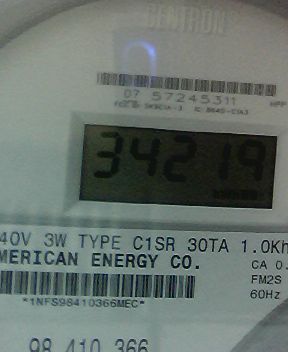 CENTRON
07 57245311
34219
40V 3W TYPE C1SR 30TA 1.0Kh
MERICAN ENERGY CO.
CA 0.
FM2S
60Hz
*1NFS98410366MEC*
98 410 366